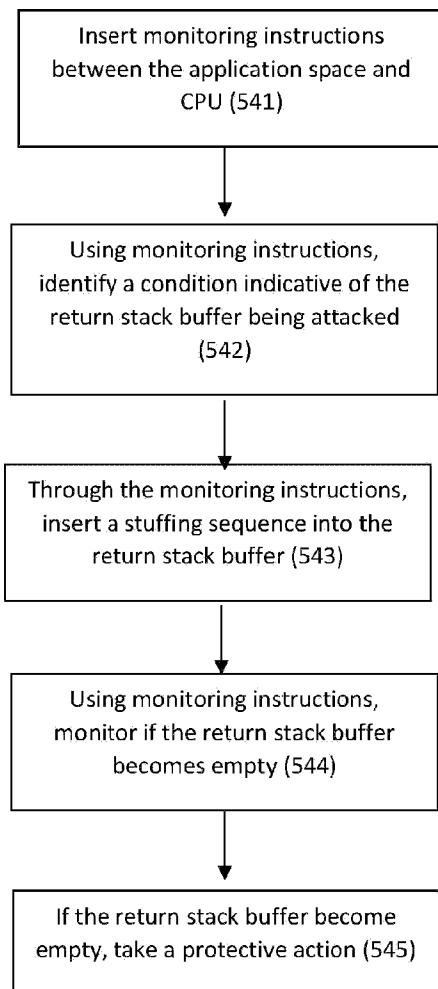 Insert monitoring instructions
between the application space and
CPU (541)
Using monitoring instructions,
identify a condition indicative of the
return stack buffer being attacked
(542)
Through the monitoring instructions,
insert a stuffing sequence into the
return stack buffer (543)
Using monitoring instructions,
monitor if the return stack buffer
becomes empty (544)
If the return stack buffer become
empty, take a protective action (545)